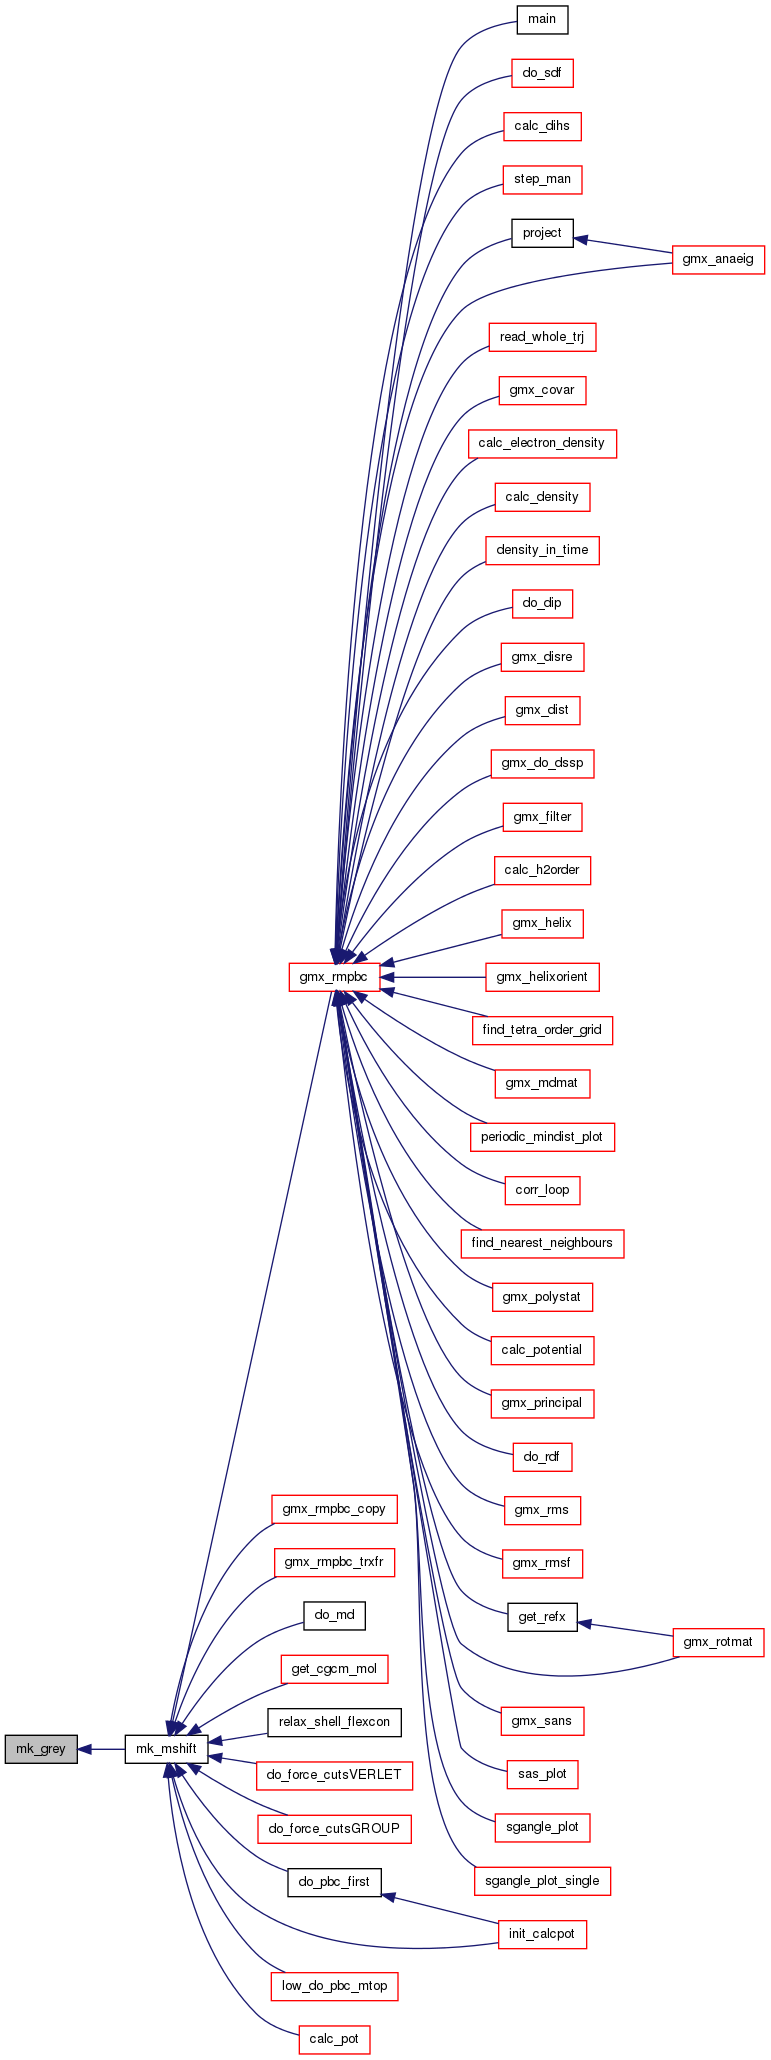 main
do_sdf
calc_dihs
step_man
project
gmx_anaeig
read_whole_trj
gmx_covar
calc_electron_density
calc_density
density_in_time
do_dip
gmx_disre
gmx_dist
gmx_do_dssp
gmx_filter
calc_h2order
gmx_helix
gmx_rmpbc
gmx_helixorient
find_tetra_order_grid
gmx_mdmat
periodic_mindist_plot
corr_loop
find_nearest_neighbours
gmx_polystat
calc_potential
gmx_principal
do_rdf
gmx_rms
gmx_rmpbc_copy
gmx_rmsf
gmx_rmpbc_trxfr
get_refx
do_md
gmx_rotmat
get_cgcm_mol
gmx_sans
relax_shell_flexcon
mk_grey
mk_mshift
sas_plot
do_force_cutsVERLET
sgangle_plot
do_force_cutsGROUP
sgangle_plot_single
do_pbc_first
init_calcpot
low_do_pbc_mtop
calc_pot